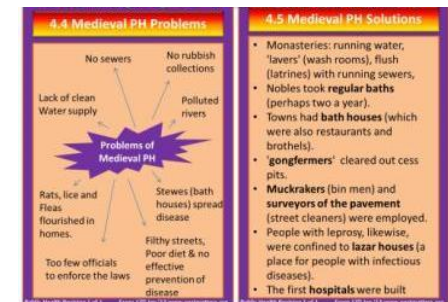 4.4 Medieval PH Problems
No sewers
No rubbish
collections
Lack of clean
Water supply
Polluted
rivers
Problems of
Medieval PH
Rats, lice and
Fleas
flourished in
homes.
Stewes (bath
houses) spread
disease
Too few officials
to enforce the laws
Filthy streets,
Poor diet & no
effective
prevention of
disease
4.5 Medieval PH Solutions
• Monasteries: running water,
'lavers' (wash rooms), flush
(latrines) with running sewers,
• Nobles took regular baths
(perhaps two a year).
• Towns had bath houses (which
were also restaurants and
brothels).
• 'gongfermers' cleared out cess
pits.
• Muckrakers (bin men) and
surveyors of the pavement
(street cleaners) were employed.
• People with leprosy, likewise,
were confined to lazar houses (a
place for people with infectious
diseases).
• The first hospitals were built